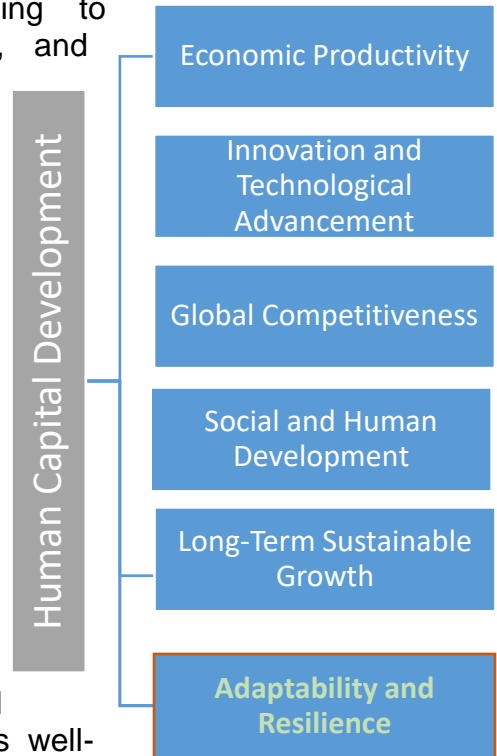 ing to
, and
Human Capital Development
Economic Productivity
Innovation and
Technological
Advancement
Global Competitiveness
Social and Human
Development
Long-Term Sustainable
Growth
Adaptability and
Resilience
s well-